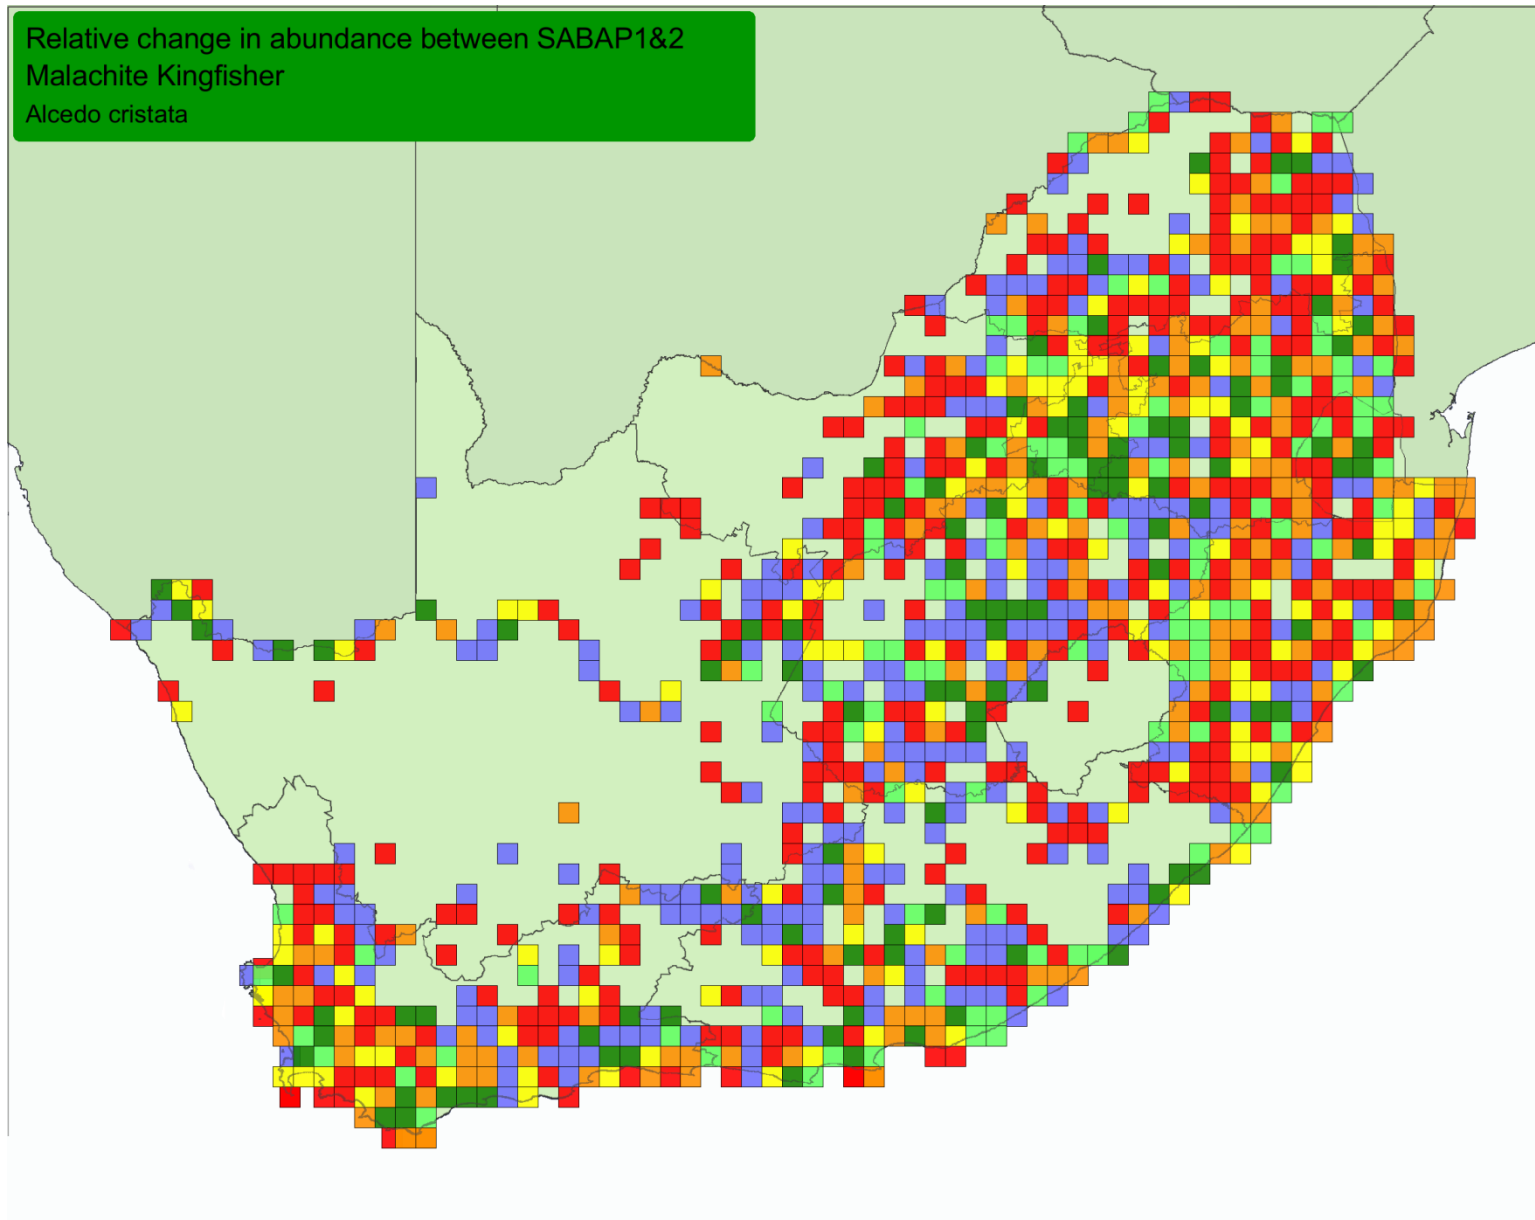 Relative change in abundance between SABAP1&2
Malachite Kingfisher
Alcedo cristata